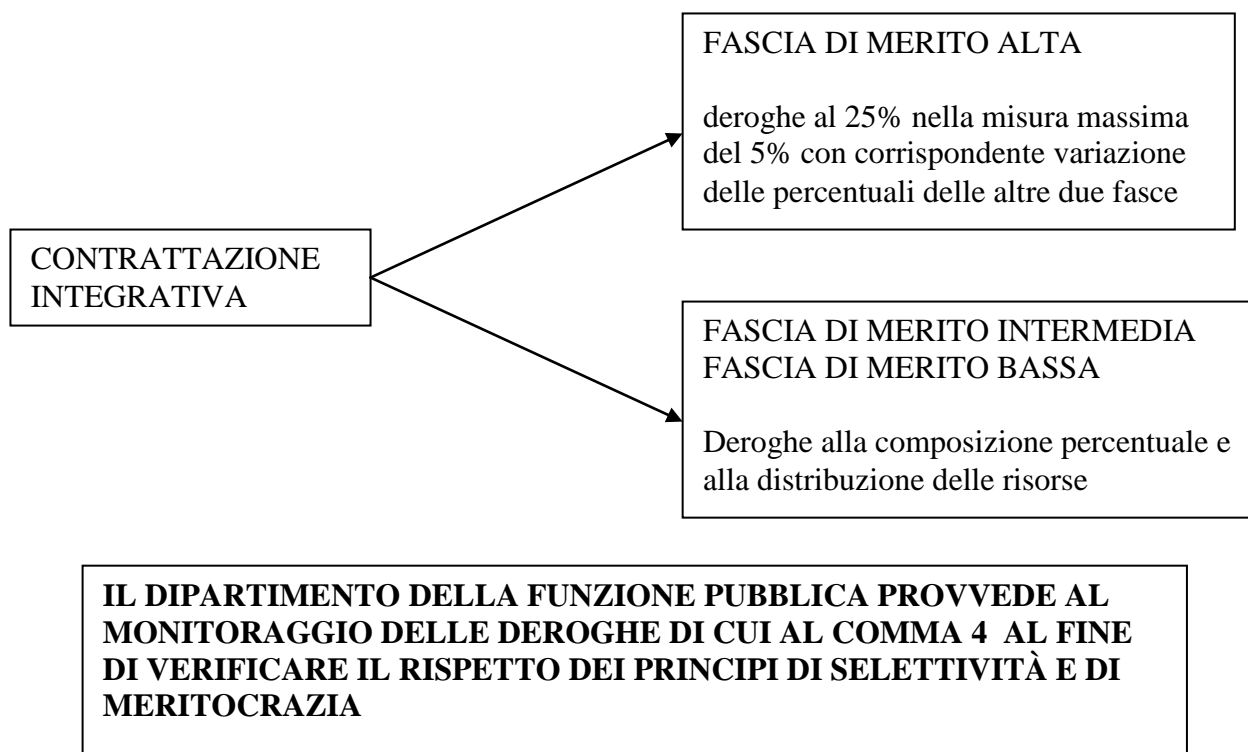 FASCIA DI MERITO ALTA
deroghe al 25% nella misura massima
del 5% con corrispondente variazione
delle percentuali delle altre due fasce
CONTRATTAZIONE
INTEGRATIVA
FASCIA DI MERITO INTERMEDIA
FASCIA DI MERITO BASSA
Deroghe alla composizione percentuale e
alla distribuzione delle risorse
IL DIPARTIMENTO DELLA FUNZIONE PUBBLICA PROVVEDE AL
MONITORAGGIO DELLE DEROGHE DI CUI AL COMMA 4 AL FINE
DI VERIFICARE IL RISPETTO DEI PRINCIPI DI SELETTIVITÀ E DI
MERITOCRAZIA